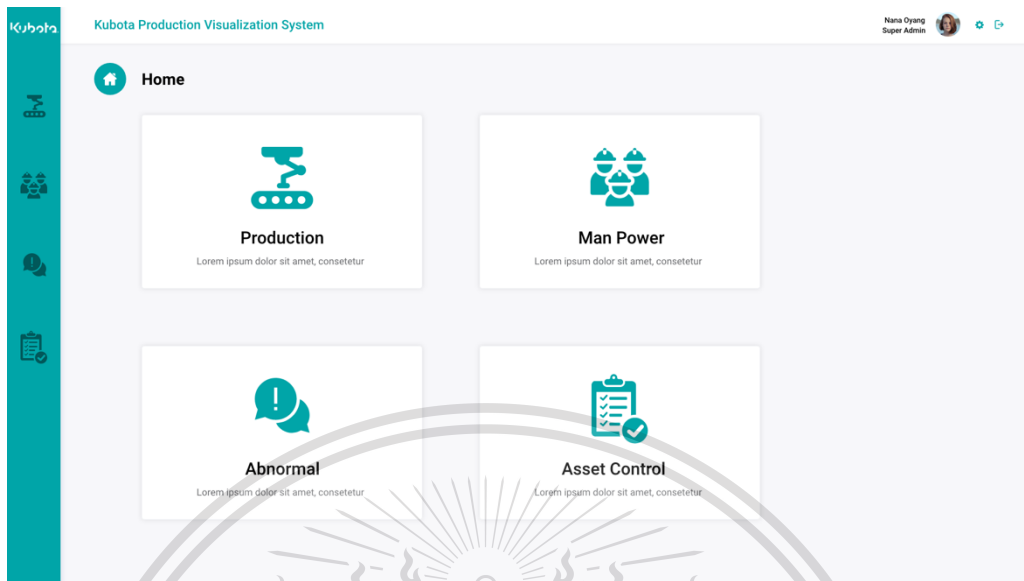 Kubota
Kubota Production Visualization System
Nana Oyang
Super Admin
Home
Production
Lorem ipsum dolor sit amet, consetetur
Man Power
Lorem ipsum dolor sit amet, consetetur
Abnormal
Lorem ipsum dolor sit amet, consetetur
Asset Control
Lorem ipsum dolor sit amet, consetetur